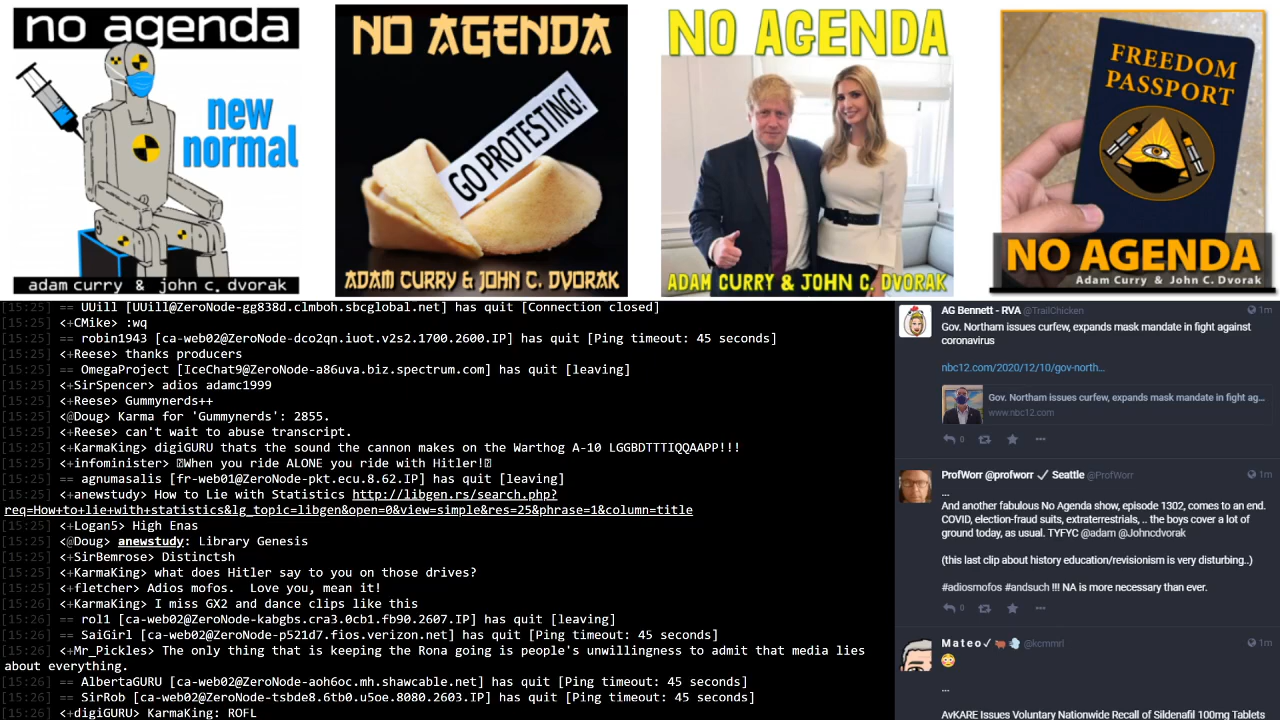 no agenda
new
normal
adam curry & john c. dvorak
NO AGENDA
GO PROTESTING!
ADAM CURRY & JOHN C. DVORAK
NO AGENDA
ADAM CURRY & JOHN C. DVORAK
FREEDOM
PASSPORT
NO AGENDA
Adam Curry & John C. Dvorak
[15:25] == UUill [UUill@ZeroNode-gg838d.clmboh.sbcglobal.net] has quit [Connection closed]
[15:25] <+CMike> :wq
[15:25] == robin1943 [ca-web02@ZeroNode-dco2qn.iuot.v2s2.1700.2600.IP] has quit [Ping timeout: 45 seconds]
[15:25] <+Reese> thanks producers
[15:25] == OmegaProject [IceChat9@ZeroNode-a86uva.biz.spectrum.com] has quit [leaving]
[15:25] <+SirSpencer> adios adamc1999
[15:25] <+Reese> Gummynerds++
[15:25] <@Doug> Karma for 'Gummynerds': 2855.
[15:25] <+Reese> can't wait to abuse transcript.
[15:25] <+KarmaKing> digiGURU thats the sound the cannon makes on the Warthog A-10 LGGBDTTTIQQAAPP!!!
[15:25] <+infominister> When you ride ALONE you ride with Hitler!
[15:25] == agnumasalis [fr-web01@ZeroNode-pkt.ecu.8.62.IP] has quit [leaving]
[15:25] <+anewstudy> How to Lie with Statistics http://libgen.rs/search.php?
req=How+to+lie+with+statistics&lg_topic=libgen&open=0&view=simple&res=25&phrase=1&column=title
[15:25] <+Logan5> High Enas
[15:25] <@Doug> anewstudy: Library Genesis
[15:25] <+SirBemrose> Distinctsh
[15:25] <+KarmaKing> what does Hitler say to you on those drives?
[15:26] <+fletcher> Adios mofos.  Love you, mean it!
[15:26] <+KarmaKing> I miss GX2 and dance clips like this
[15:26] == rol1 [ca-web02@ZeroNode-kabgbs.cra3.0cb1.fb90.2607.IP] has quit [leaving]
[15:26] == SaiGirl [ca-web02@ZeroNode-p521d7.fios.verizon.net] has quit [Ping timeout: 45 seconds]
[15:26] <+Mr_Pickles> The only thing that is keeping the Rona going is people's unwillingness to admit that media lies
about everything.
[15:26] == AlbertaGURU [ca-web02@ZeroNode-aoh6oc.mh.shawcable.net] has quit [Ping timeout: 45 seconds]
[15:26] == SirRob [ca-web02@ZeroNode-tsbde8.6tb0.u5oe.8080.2603.IP] has quit [Ping timeout: 45 seconds]
[15:26] <+digiGURU> KarmaKing: ROFL
AG Bennett - RVA @TrailChicken 1m
Gov. Northam issues curfew, expands mask mandate in fight against
coronavirus
nbc12.com/2020/12/10/gov-north…
Gov. Northam issues curfew, expands mask mandate in fight ag...
www.nbc12.com
0
ProfWorr @profworr ✓ Seattle @ProfWorr 1m
...
And another fabulous No Agenda show, episode 1302, comes to an end.
COVID, election-fraud suits, extraterrestrials, .. the boys cover a lot of
ground today, as usual. TYFYC @adam @Johncdvorak
(this last clip about history education/revisionism is very disturbing..)
#adiosmofos #andsuch !!! NA is more necessary than ever.
0
M a t e o ✓ @kcmmrl 1m
...
AvKARE Issues Voluntary Nationwide Recall of Sildenafil 100mg Tablets